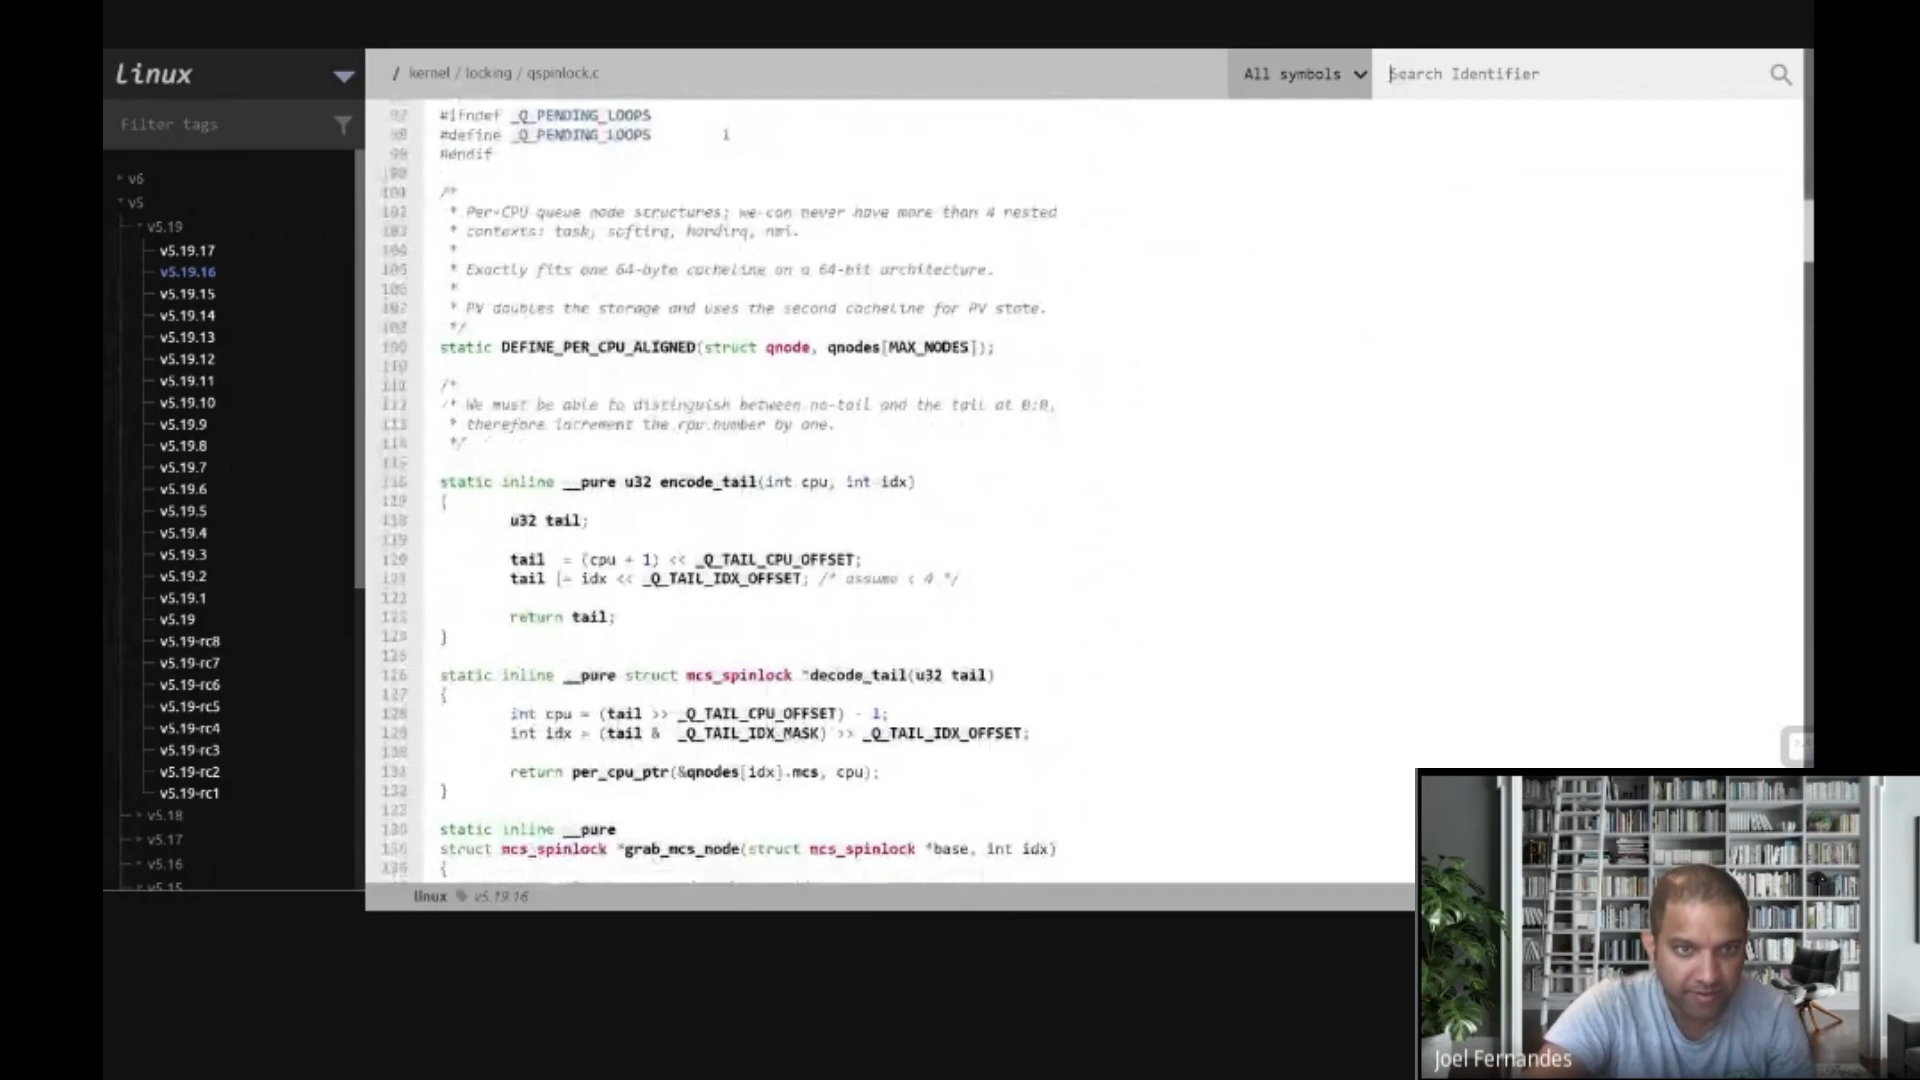 Linux
/ kernel / locking / qspinlock.c
All symbols
Search Identifier
Filter tags
v6
v5
v5.19
v5.19.17
v5.19.16
v5.19.15
v5.19.14
v5.19.13
v5.19.12
v5.19.11
v5.19.10
v5.19.9
v5.19.8
v5.19.7
v5.19.6
v5.19.5
v5.19.4
v5.19.3
v5.19.2
v5.19.1
v5.19
v5.19-rc8
v5.19-rc7
v5.19-rc6
v5.19-rc5
v5.19-rc4
v5.19-rc3
v5.19-rc2
v5.19-rc1
v5.18
v5.17
v5.16
v5.15
#ifndef _Q_PENDING_LOOPS
#define _Q_PENDING_LOOPS 1
#endif
/*
* Per-CPU queue node structures; we can never have more than 4 nested
* contexts: task, softirq, hardirq, nmi.
*
* Exactly fits one 64-byte cacheline on a 64-bit architecture.
*
* PV doubles the storage and uses the second cacheline for PV state.
*/
static DEFINE_PER_CPU_ALIGNED(struct qnode, qnodes[MAX_NODES]);
/*
* We must be able to distinguish between no-tail and the tail at 0:0,
* therefore increment the cpu number by one.
*/
static inline __pure u32 encode_tail(int cpu, int idx)
{
u32 tail;
tail = (cpu + 1) << _Q_TAIL_CPU_OFFSET;
tail |= idx << _Q_TAIL_IDX_OFFSET; /* assume < 4 */
return tail;
}
static inline __pure struct mcs_spinlock *decode_tail(u32 tail)
{
int cpu = (tail >> _Q_TAIL_CPU_OFFSET) - 1;
int idx = (tail & _Q_TAIL_IDX_MASK) >> _Q_TAIL_IDX_OFFSET;
return per_cpu_ptr(&qnodes[idx].mcs, cpu);
}
static inline __pure
struct mcs_spinlock *grab_mcs_node(struct mcs_spinlock *base, int idx)
{
linux v5.19.16
Joel Fernandes